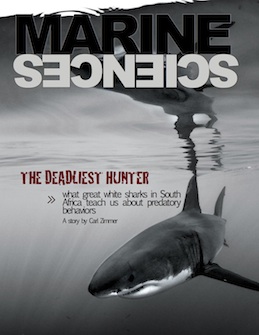 MARINE
SCIENCES
THE DEADLIEST HUNTER
» what great white sharks in South
Africa teach us about predatory
behaviors
A story by Carl Zimmer